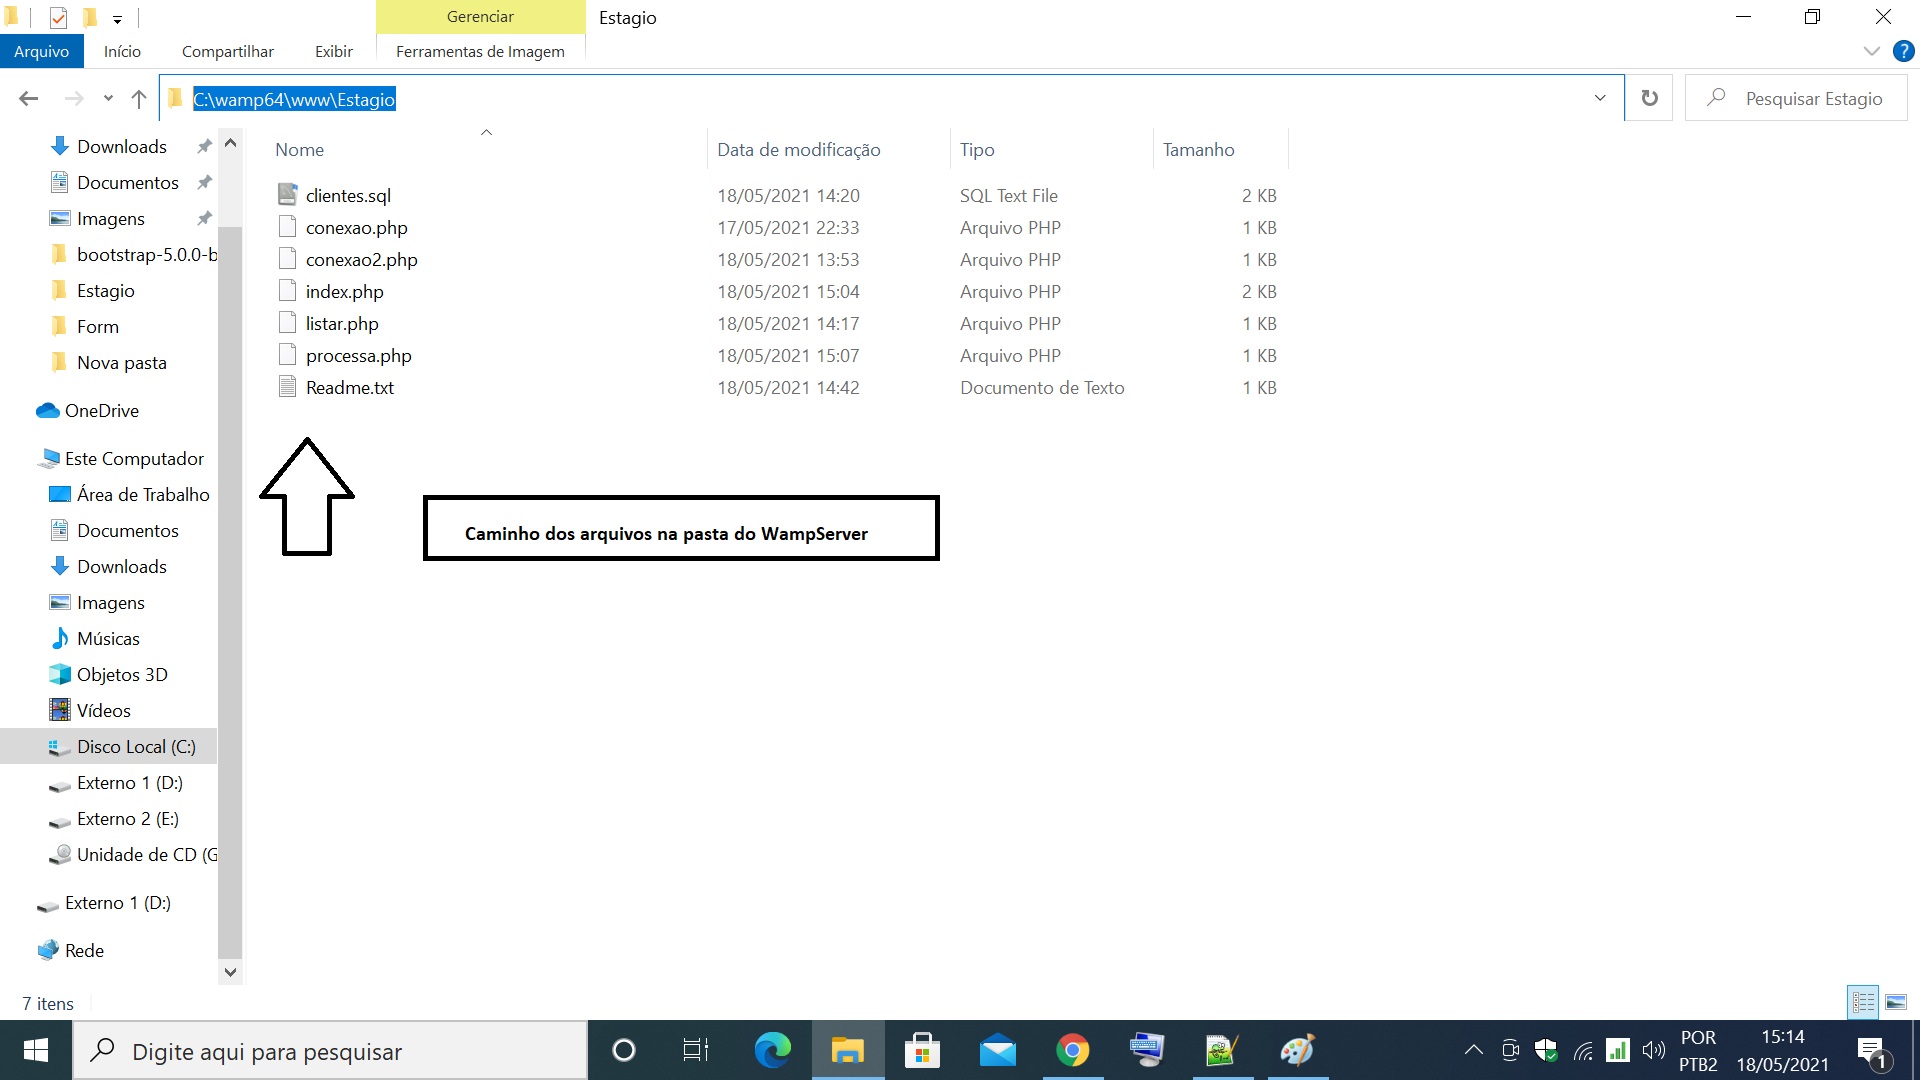 Gerenciar
Estagio
Arquivo
Início
Compartilhar
Exibir
Ferramentas de Imagem
?
C:\wamp64\www\Estagio
Pesquisar Estagio
Downloads
Documentos
Imagens
bootstrap-5.0.0-b
Estagio
Form
Nova pasta
OneDrive
Este Computador
Área de Trabalho
Documentos
Downloads
Imagens
Músicas
Objetos 3D
Vídeos
Disco Local (C:)
Externo 1 (D:)
Externo 2 (E:)
Unidade de CD (G
Externo 1 (D:)
Rede
Nome Data de modificação Tipo Tamanho
clientes.sql 18/05/2021 14:20 SQL Text File 2 KB
conexao.php 17/05/2021 22:33 Arquivo PHP 1 KB
conexao2.php 18/05/2021 13:53 Arquivo PHP 1 KB
index.php 18/05/2021 15:04 Arquivo PHP 2 KB
listar.php 18/05/2021 14:17 Arquivo PHP 1 KB
processa.php 18/05/2021 15:07 Arquivo PHP 1 KB
Readme.txt 18/05/2021 14:42 Documento de Texto 1 KB
Caminho dos arquivos na pasta do WampServer
7 itens
Digite aqui para pesquisar
POR
PTB2
15:14
18/05/2021
1